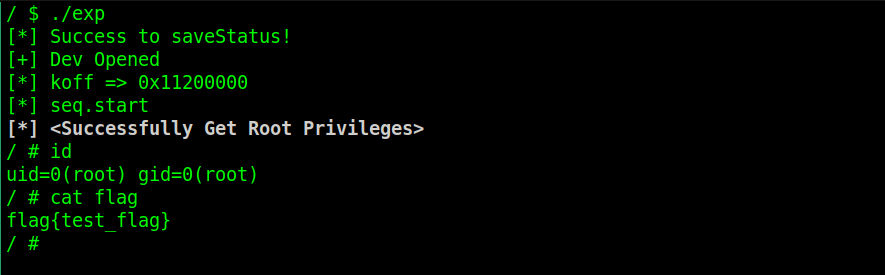 / $ ./exp
[*] Success to saveStatus!
[+] Dev Opened
[*] koff => 0x11200000
[*] seq.start
[*] <Successfully Get Root Privileges>
/ # id
uid=0(root) gid=0(root)
/ # cat flag
flag{test_flag}
/ #